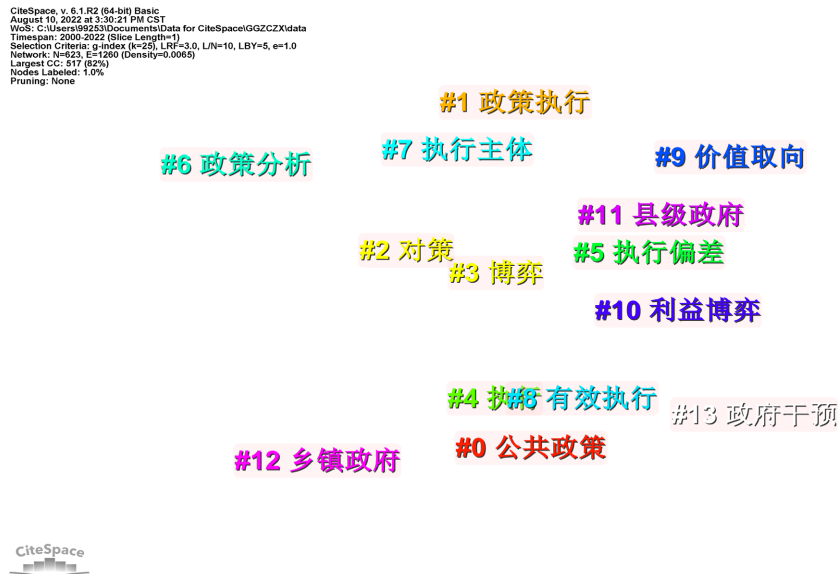 CiteSpace, v. 6.1.R2 (64-bit) Basic
August 10, 2022 at 3:30:21 PM CST
WoS: C:\Users\99253\Documents\Data for CiteSpace\GGZCZX\data
Timespan: 2000-2022 (Slice Length=1)
Selection Criteria: g-index (k=25), LRF=3.0, L/N=10, LBY=5, e=1.0
Network: N=623, E=1260 (Density=0.0065)
Largest CC: 517 (82%)
Nodes Labeled: 1.0%
Pruning: None
#1 政策执行
#7 执行主体
#9 价值取向
#6 政策分析
#11 县级政府
#2 对策
#5 执行偏差
#3 博弈
#10 利益博弈
#4 执行
#8 有效执行
#13 政府干预
#0 公共政策
#12 乡镇政府
CiteSpace